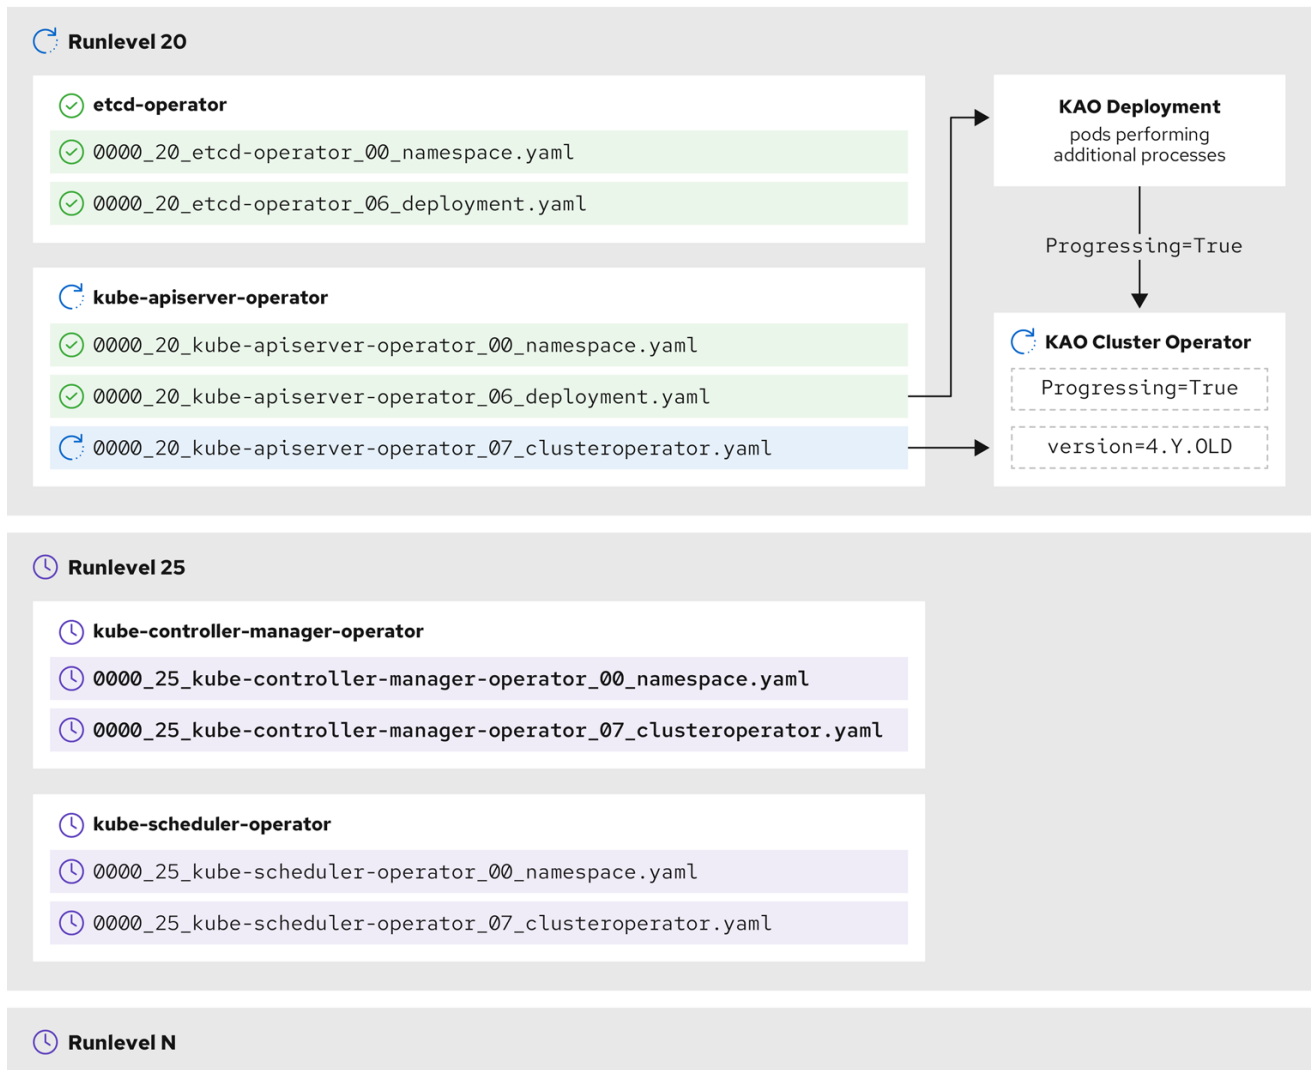 Runlevel 20
etcd-operator
0000_20_etcd-operator_00_namespace.yaml
0000_20_etcd-operator_06_deployment.yaml
kube-apiserver-operator
0000_20_kube-apiserver-operator_00_namespace.yaml
0000_20_kube-apiserver-operator_06_deployment.yaml
0000_20_kube-apiserver-operator_07_clusteroperator.yaml
KAO Deployment
pods performing
additional processes
Progressing=True
KAO Cluster Operator
Progressing=True
version=4.Y.OLD
Runlevel 25
kube-controller-manager-operator
0000_25_kube-controller-manager-operator_00_namespace.yaml
0000_25_kube-controller-manager-operator_07_clusteroperator.yaml
kube-scheduler-operator
0000_25_kube-scheduler-operator_00_namespace.yaml
0000_25_kube-scheduler-operator_07_clusteroperator.yaml
Runlevel N